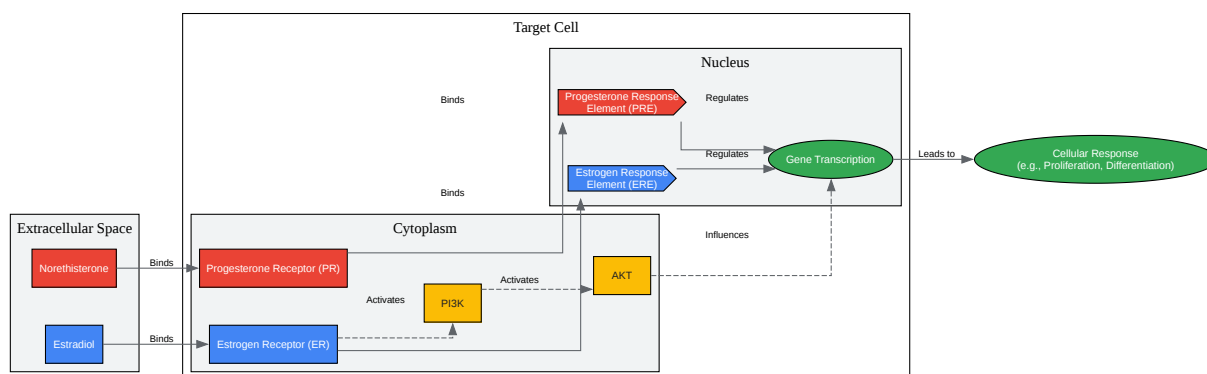 Target Cell
Nucleus
Binds
Progesterone Response
Element (PRE)
Regulates
Regulates
Gene Transcription
Leads to
Cellular Response
(e.g., Proliferation, Differentiation)
Estrogen Response
Element (ERE)
Binds
Extracellular Space
Cytoplasm
Influences
Norethisterone
Binds
Progesterone Receptor (PR)
AKT
Activates
Activates
PI3K
Estradiol
Binds
Estrogen Receptor (ER)